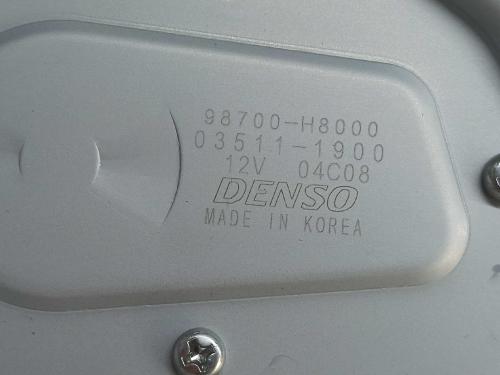 98700-H8000
03511-1900
12V 04C08
DENSO
MADE IN KOREA